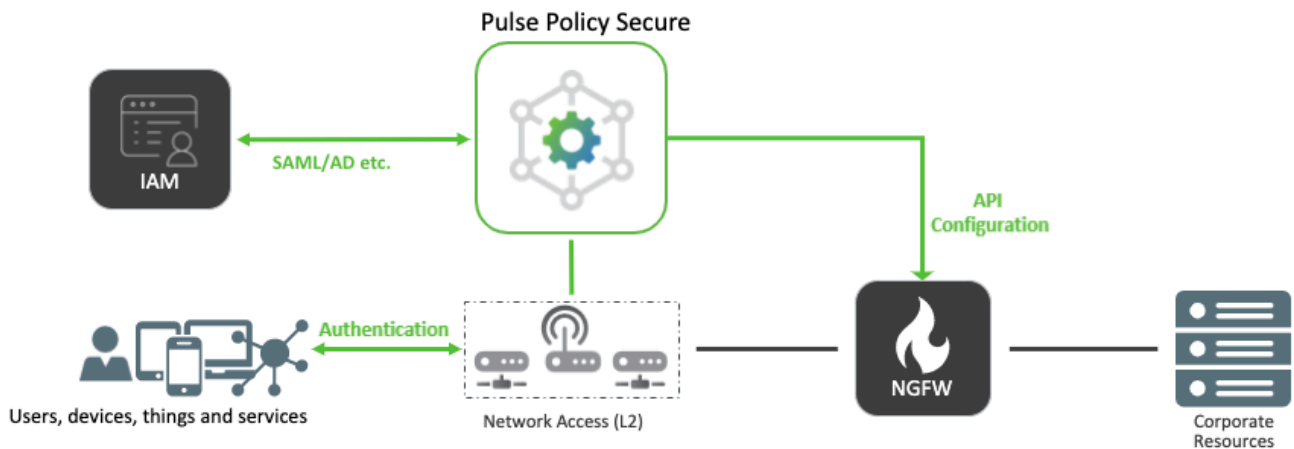 Pulse Policy Secure
IAM
SAML/AD etc.
API
Configuration
Authentication
NGFW
Users, devices, things and services
Network Access (L2)
Corporate
Resources